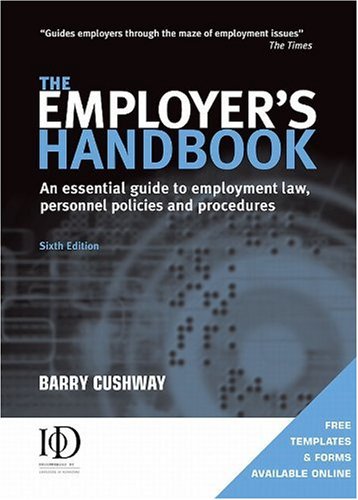 "Guides employers through the maze of employment issues"
The Times
THE
EMPLOYER'S
HANDBOOK
An essential guide to employment law,
personnel policies and procedures
Sixth Edition
BARRY CUSHWAY
IOD
FREE
TEMPLATES
& FORMS
AVAILABLE ONLINE